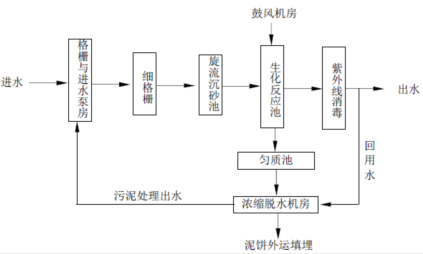 鼓风机房
进水
格栅与进水泵房
细格栅
旋流沉砂池
生化反应池
紫外线消毒
出水
匀质池
回用水
污泥处理出水
浓缩脱水机房
泥饼外运填埋